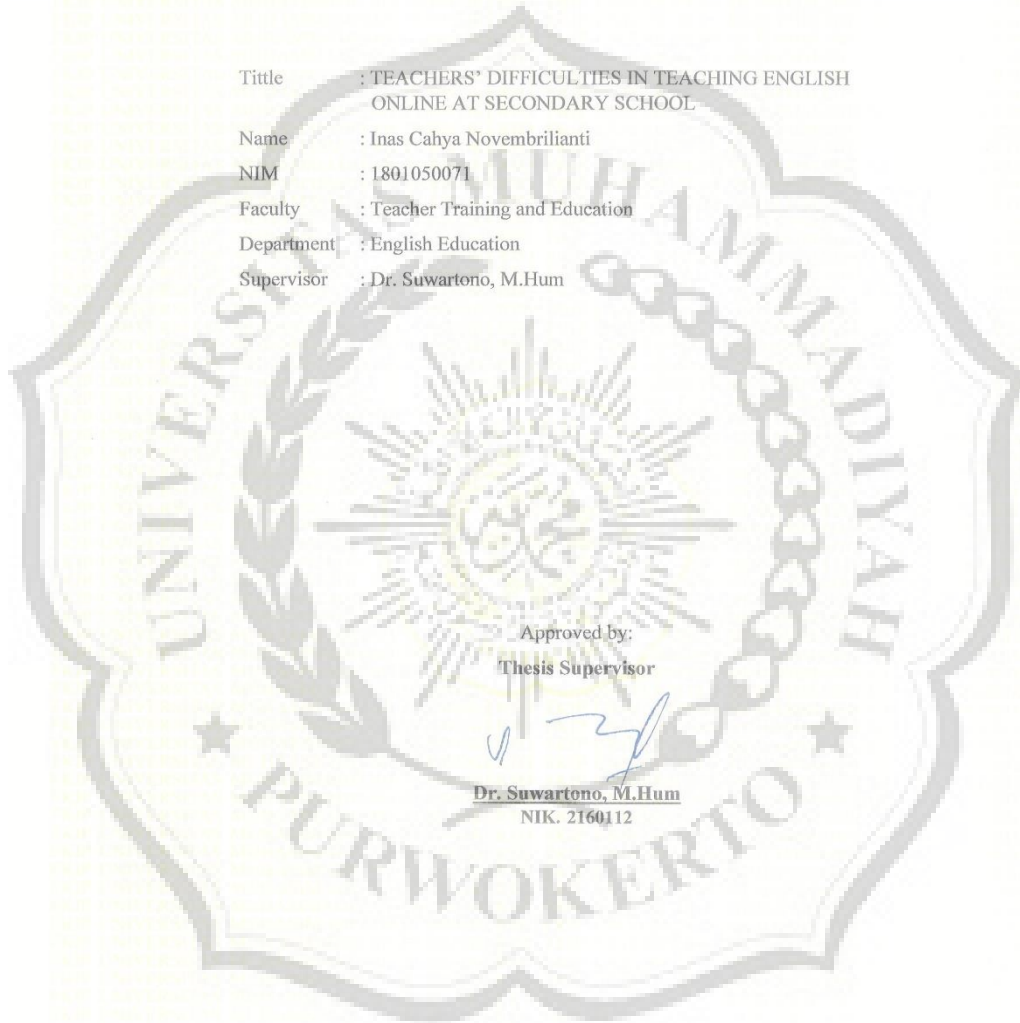 Tittle : TEACHERS' DIFFICULTIES IN TEACHING ENGLISH
ONLINE AT SECONDARY SCHOOL
Name : Inas Cahya Novembrilianti
NIM : 1801050071
Faculty : Teacher Training and Education
Department : English Education
Supervisor : Dr. Suwartono, M.Hum
UNIVERSITAS MUHAMMADIYAH
Approved by:
Thesis Supervisor
Dr. Suwartono, M.Hum
NIK. 2160112
PURWOKERTO